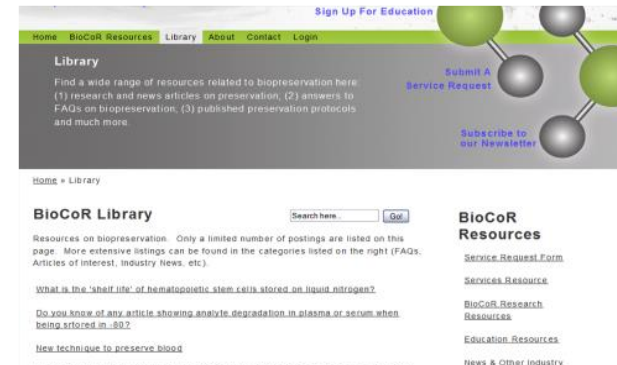 Sign Up For Education
Home BioCoR Resources Library About Contact Login
Library
Find a wide range of resources related to biopreservation here:
(1) research and news articles on preservation, (2) answers to
FAQs on biopreservation, (3) published preservation protocols
and much more.
Submit A
Service Request
Subscribe to
our Newsletter
Home » Library
BioCoR Library
Search here..
Go!
Resources on biopreservation. Only a limited number of postings are listed on this
page. More extensive listings can be found in the categories listed on the right (FAQs,
Articles of Interest, Industry News, etc).
What is the 'shelf life' of hematopoietic stem cells stored on liquid nitrogen?
Do you know of any article showing analyte degradation in plasma or serum when
being srtored in -80?
New technique to preserve blood
BioCoR
Resources
Service Request Form
Services Resource
BioCoR Research
Resources
Education Resources
News & Other Industry